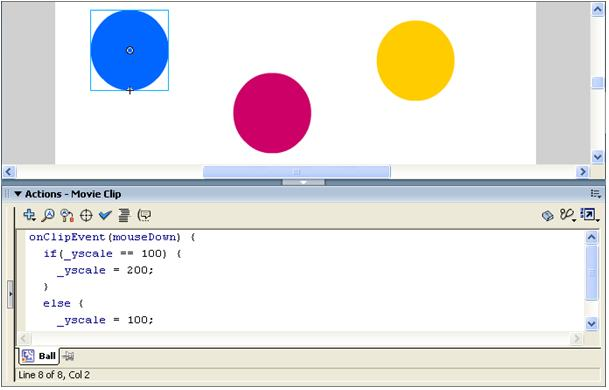 Actions - Movie Clip
onClipEvent(mouseDown) {
if(_yscale == 100) {
_yscale = 200;
}
else {
_yscale = 100;
Ball
Line 8 of 8, Col 2